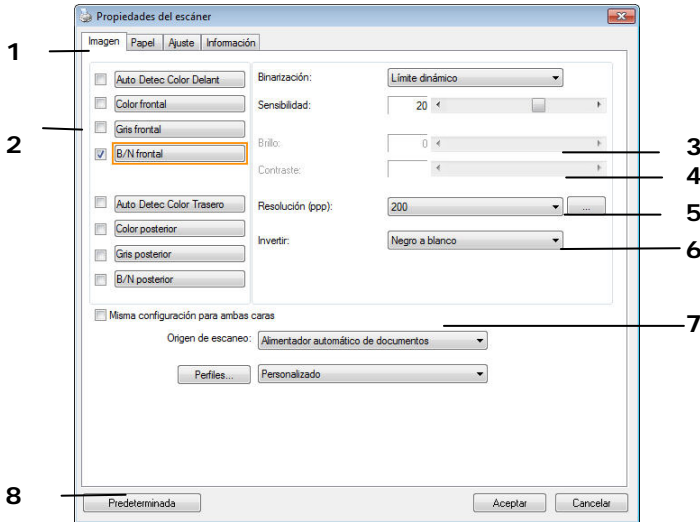 Propiedades del escáner
Imagen Papel Ajuste Información
1
Auto Detec Color Delant
Binarización: Límite dinámico
Color frontal
Sensibilidad: 20
2
Gris frontal
Brillo: 0
3
B/N frontal
Contraste:
4
Auto Detec Color Trasero
Resolución (ppp): 200 ...
5
Color posterior
Invertir: Negro a blanco
6
Gris posterior
B/N posterior
Misma configuración para ambas caras
7
Origen de escaneo: Alimentador automático de documentos
Perfiles... Personalizado
8
Predeterminada Aceptar Cancelar